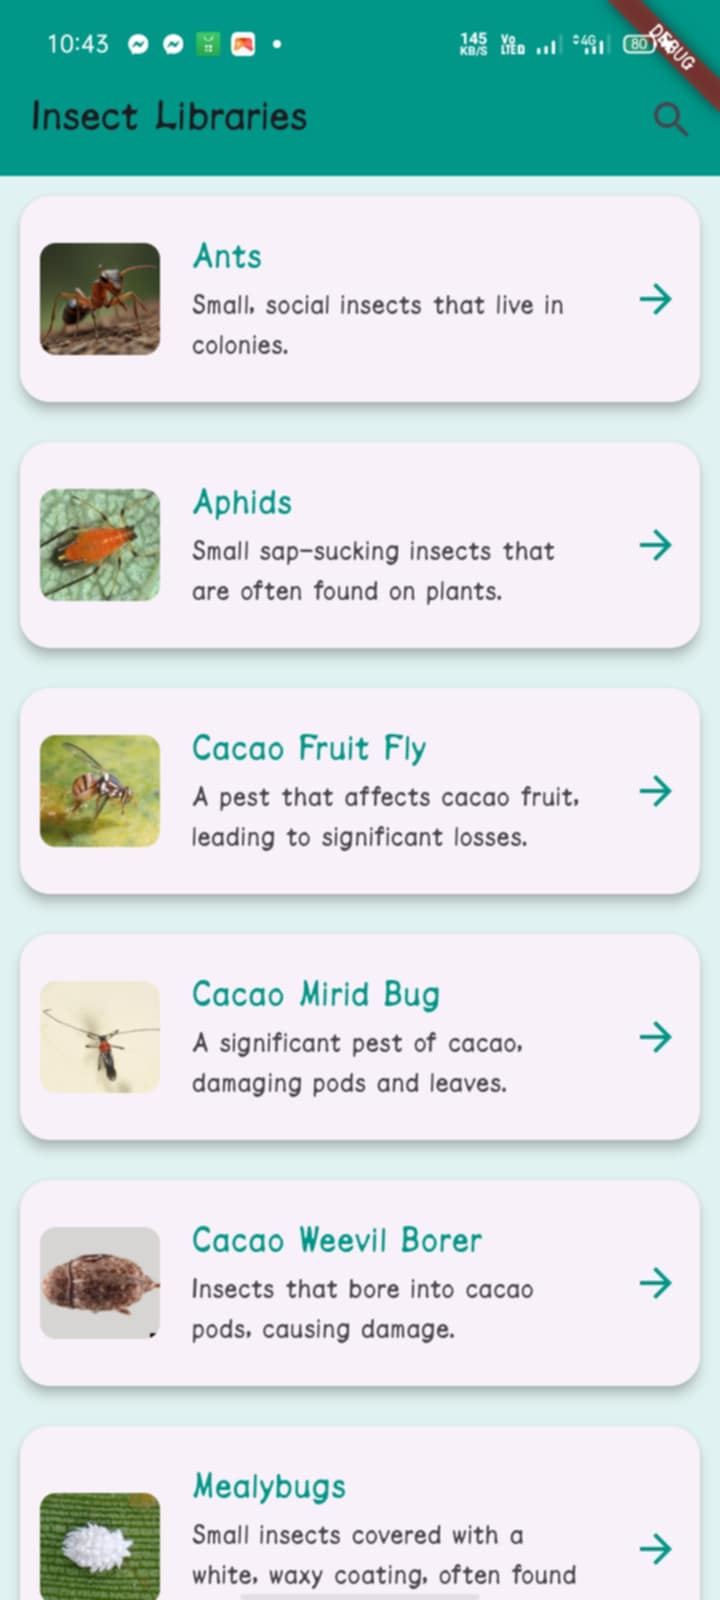 10:43
145 KB/S
Vo LTED
4G
80
DEBUG
Insect Libraries
Ants
Small, social insects that live in
colonies.
Aphids
Small sap-sucking insects that
are often found on plants.
Cacao Fruit Fly
A pest that affects cacao fruit,
leading to significant losses.
Cacao Mirid Bug
A significant pest of cacao,
damaging pods and leaves.
Cacao Weevil Borer
Insects that bore into cacao
pods, causing damage.
Mealybugs
Small insects covered with a
white, waxy coating, often found